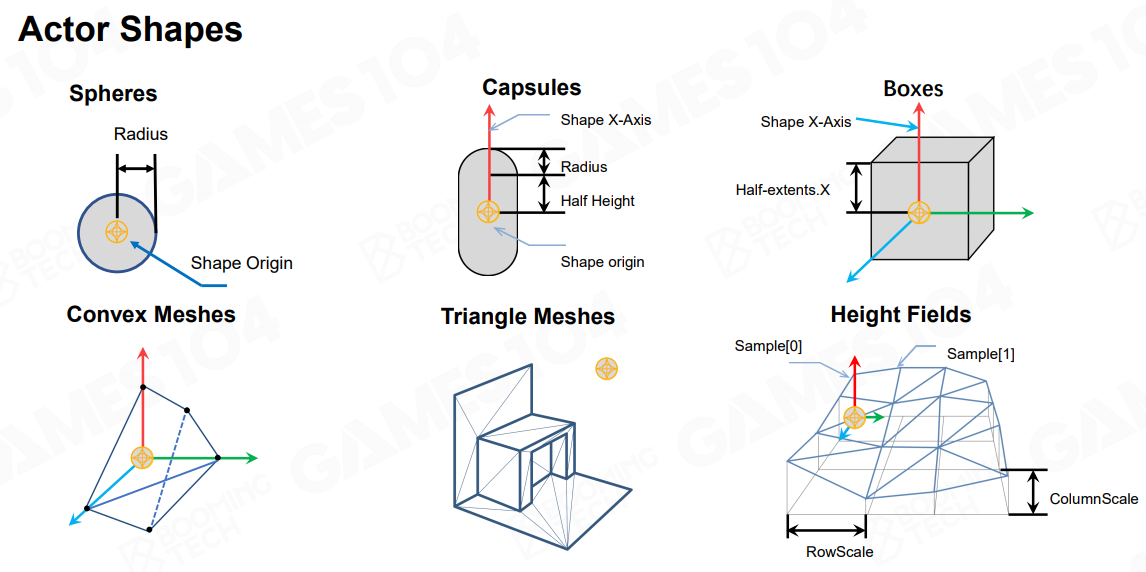 Actor Shapes
Spheres
Radius
Shape Origin
Capsules
Shape X-Axis
Radius
Half Height
Shape origin
Boxes
Shape X-Axis
Half-extents.X
Convex Meshes
Triangle Meshes
Height Fields
Sample[0]
Sample[1]
ColumnScale
RowScale
GAMES104
BOOMING
TECH